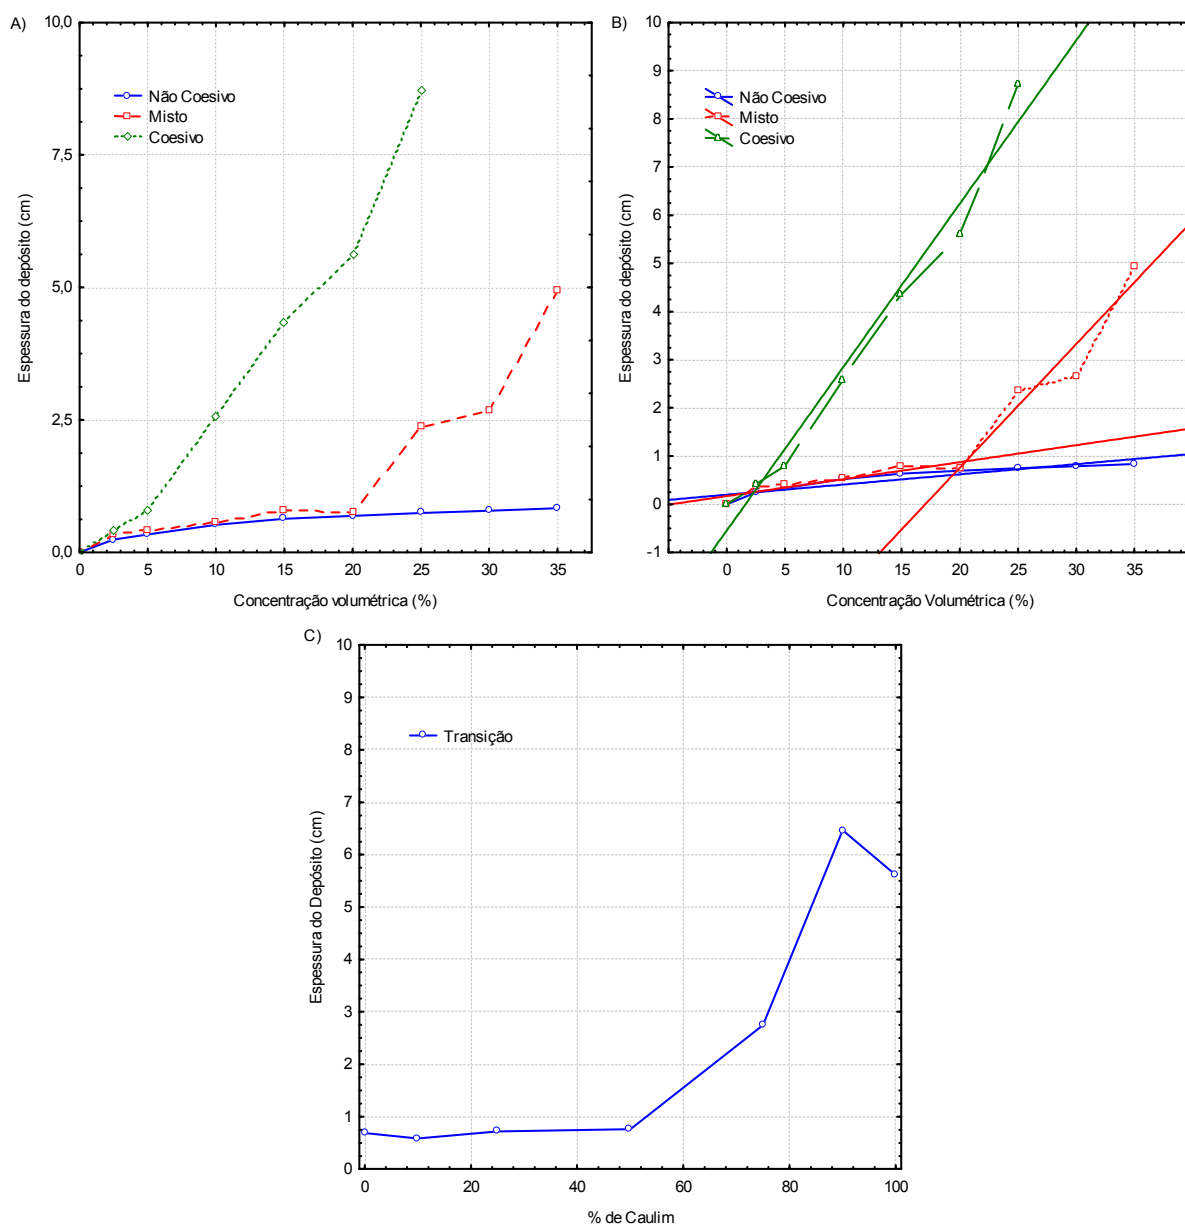 A)
10,0
7,5
5,0
2,5
0,0
Espessura do depósito (cm)
Não Coesivo
Misto
Coesivo
0 5 10 15 20 25 30 35
Concentração volumétrica (%)
B)
10
9
8
7
6
5
4
3
2
1
0
-1
Espessura do depósito (cm)
Não Coesivo
Misto
Coesivo
0 5 10 15 20 25 30 35
Concentração Volumétrica (%)
C)
10
9
8
7
6
5
4
3
2
1
0
Espessura do Depósito (cm)
Transição
0 20 40 60 80 100
% de Caulim